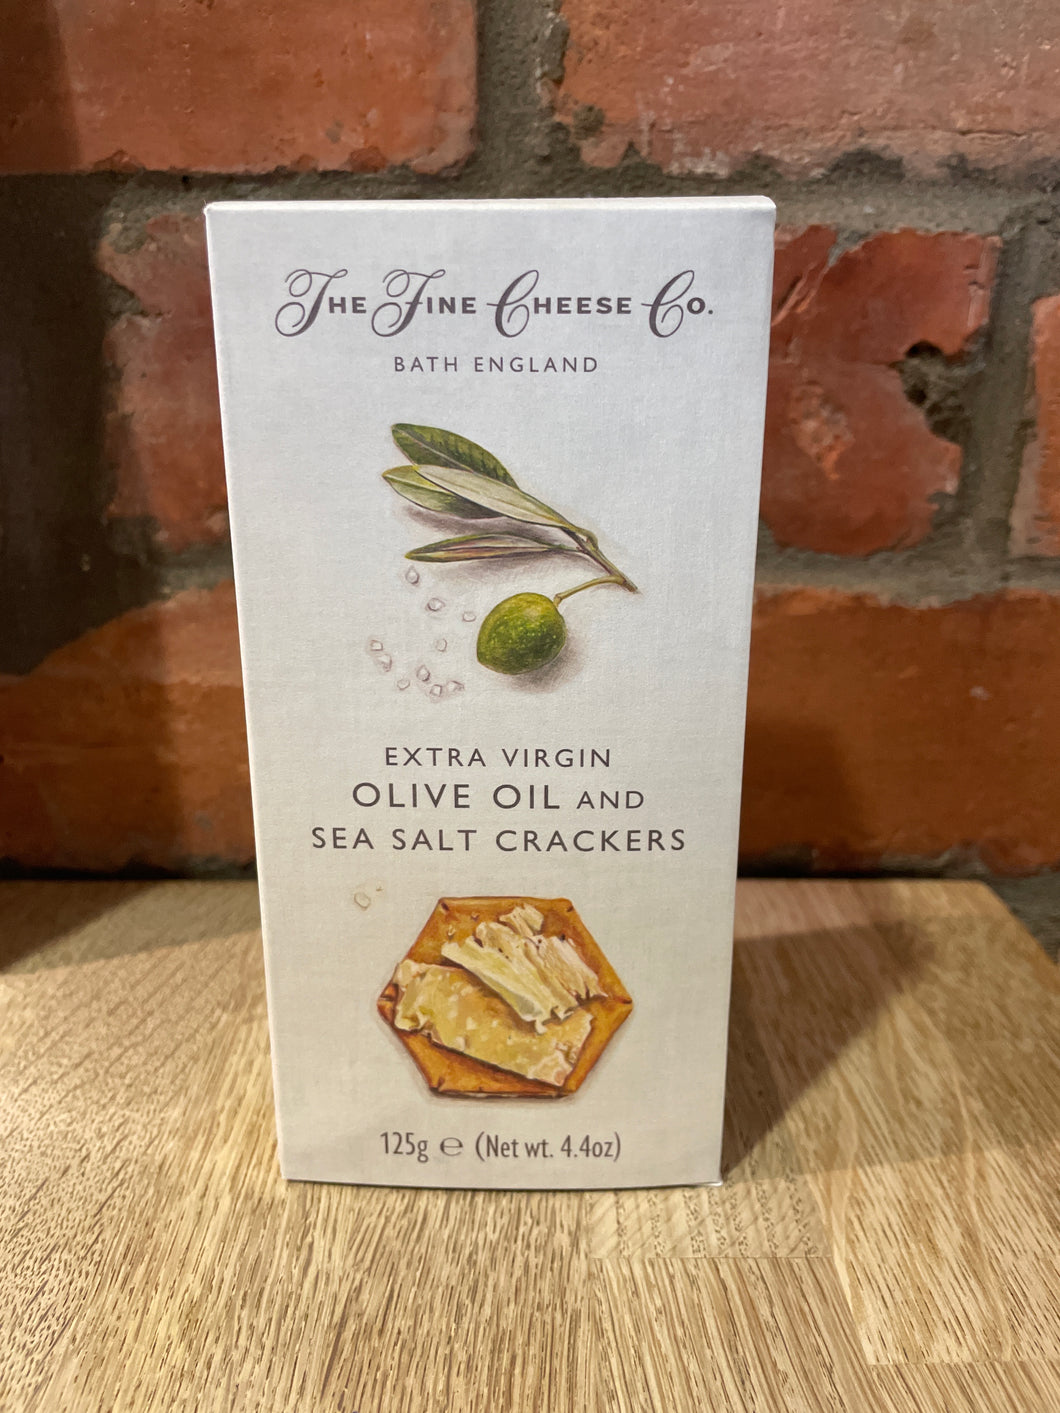 THE FINE CHEESE CO.
BATH ENGLAND
EXTRA VIRGIN
OLIVE OIL AND
SEA SALT CRACKERS
125g ℮ (Net wt. 4.4oz)